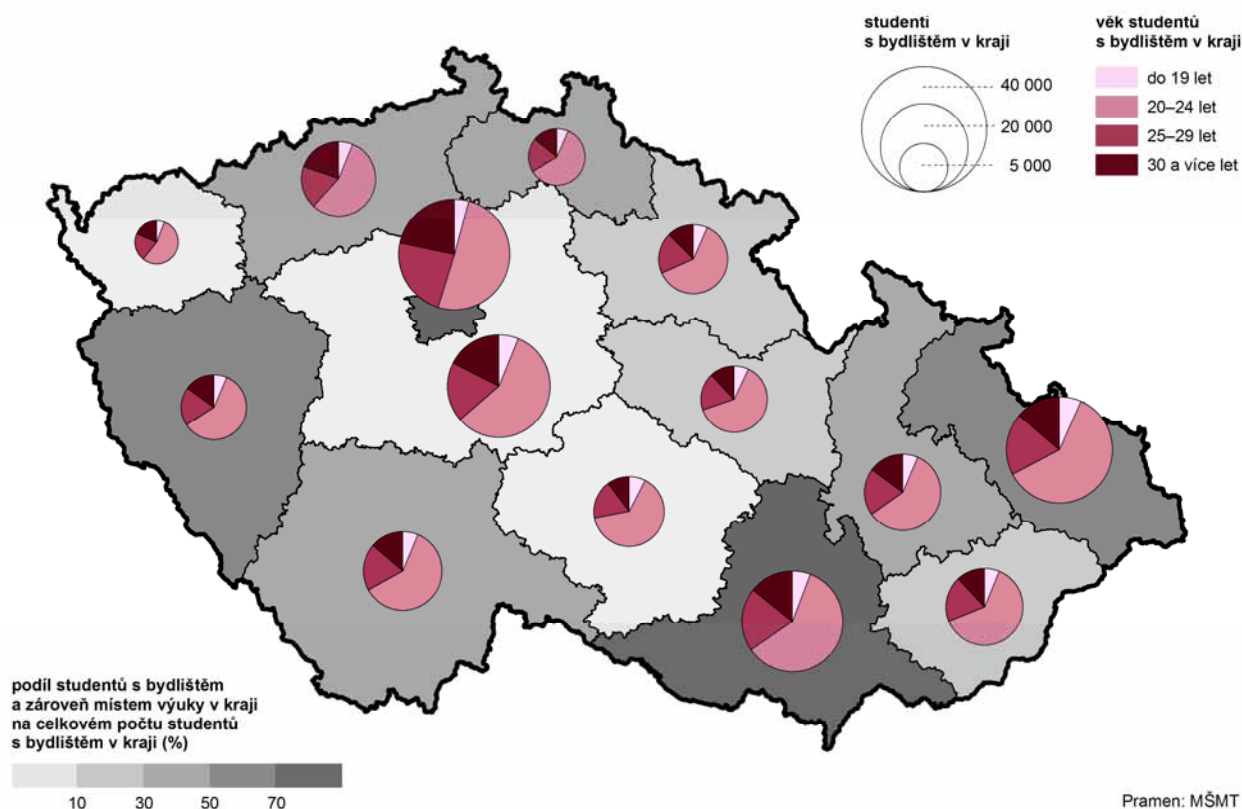 studenti
s bydlištěm v kraji
40 000
20 000
5 000
věk studentů
s bydlištěm v kraji
do 19 let
20–24 let
25–29 let
30 a více let
podíl studentů s bydlištěm
a zároveň místem výuky v kraji
na celkovém počtu studentů
s bydlištěm v kraji (%)
10 30 50 70
Pramen: MŠMT